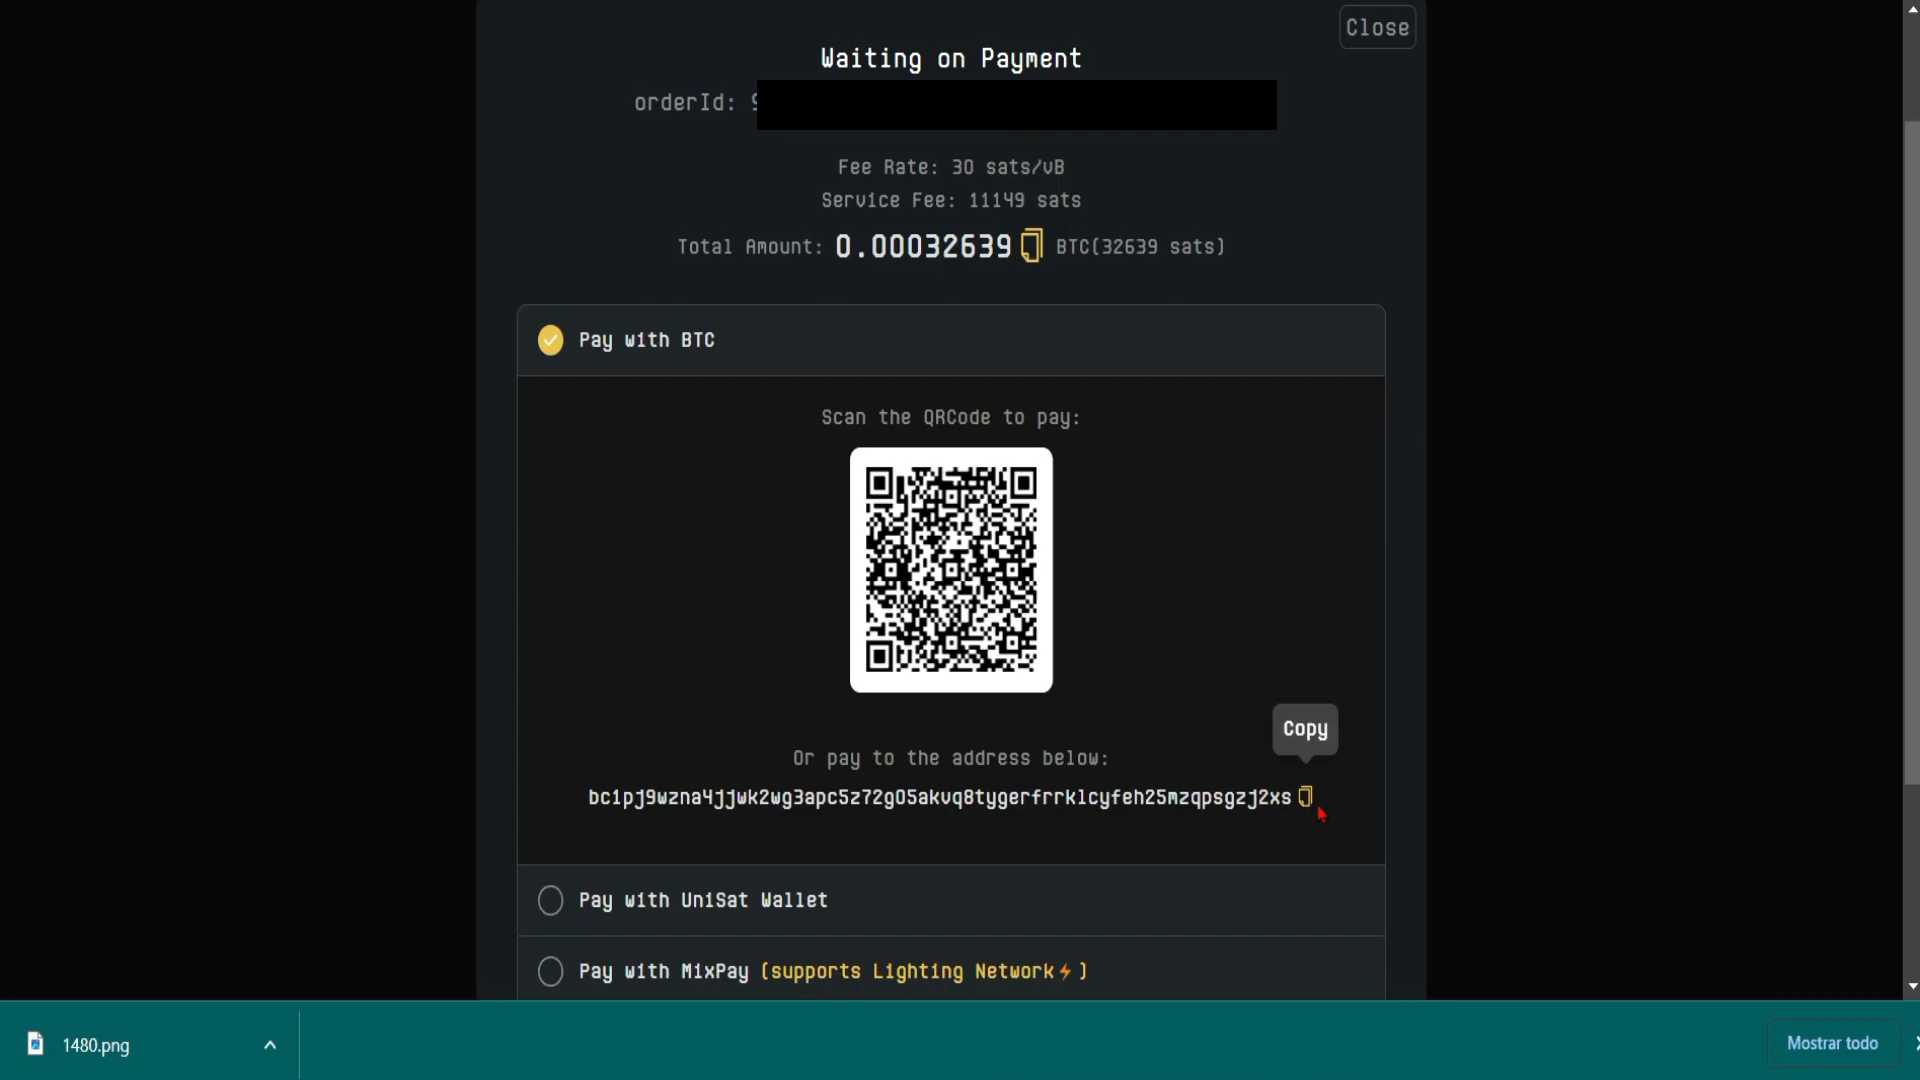 Close
Waiting on Payment
orderId: 9
Fee Rate: 30 sats/vB
Service Fee: 11149 sats
Total Amount: 0.00032639 BTC(32639 sats)
Pay with BTC
Scan the QRCode to pay:
Copy
Or pay to the address below:
bc1pj9wzna4jjwk2wg3apc5z72g05akvq8tygerfrrklcyfeh25mzqpsgzj2xs
Pay with UniSat Wallet
Pay with MixPay (supports Lighting Network⚡)
1480.png
Mostrar todo